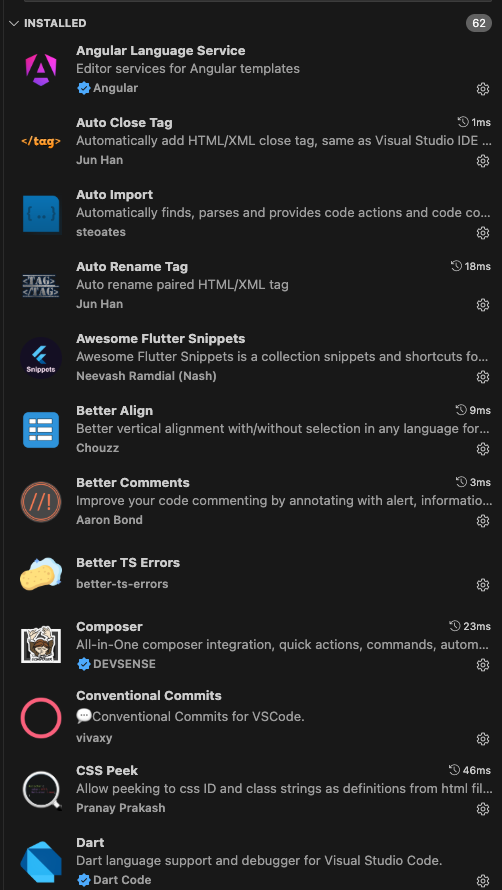 INSTALLED 62
Angular Language Service
Editor services for Angular templates
Angular
</tag>
Auto Close Tag 1ms
Automatically add HTML/XML close tag, same as Visual Studio IDE ...
Jun Han
{..}
Auto Import
Automatically finds, parses and provides code actions and code co...
steoates
<TAG>
</TAG>
Auto Rename Tag 18ms
Auto rename paired HTML/XML tag
Jun Han
Snippets
Awesome Flutter Snippets
Awesome Flutter Snippets is a collection snippets and shortcuts fo...
Neevash Ramdial (Nash)
Better Align 9ms
Better vertical alignment with/without selection in any language for...
Chouzz
//!
Better Comments 3ms
Improve your code commenting by annotating with alert, informatio...
Aaron Bond
Better TS Errors
better-ts-errors
Composer 23ms
All-in-One composer integration, quick actions, commands, autom...
DEVSENSE
Conventional Commits
💬Conventional Commits for VSCode.
vivaxy
CSS Peek 46ms
Allow peeking to css ID and class strings as definitions from html fil...
Pranay Prakash
Dart
Dart language support and debugger for Visual Studio Code.
Dart Code